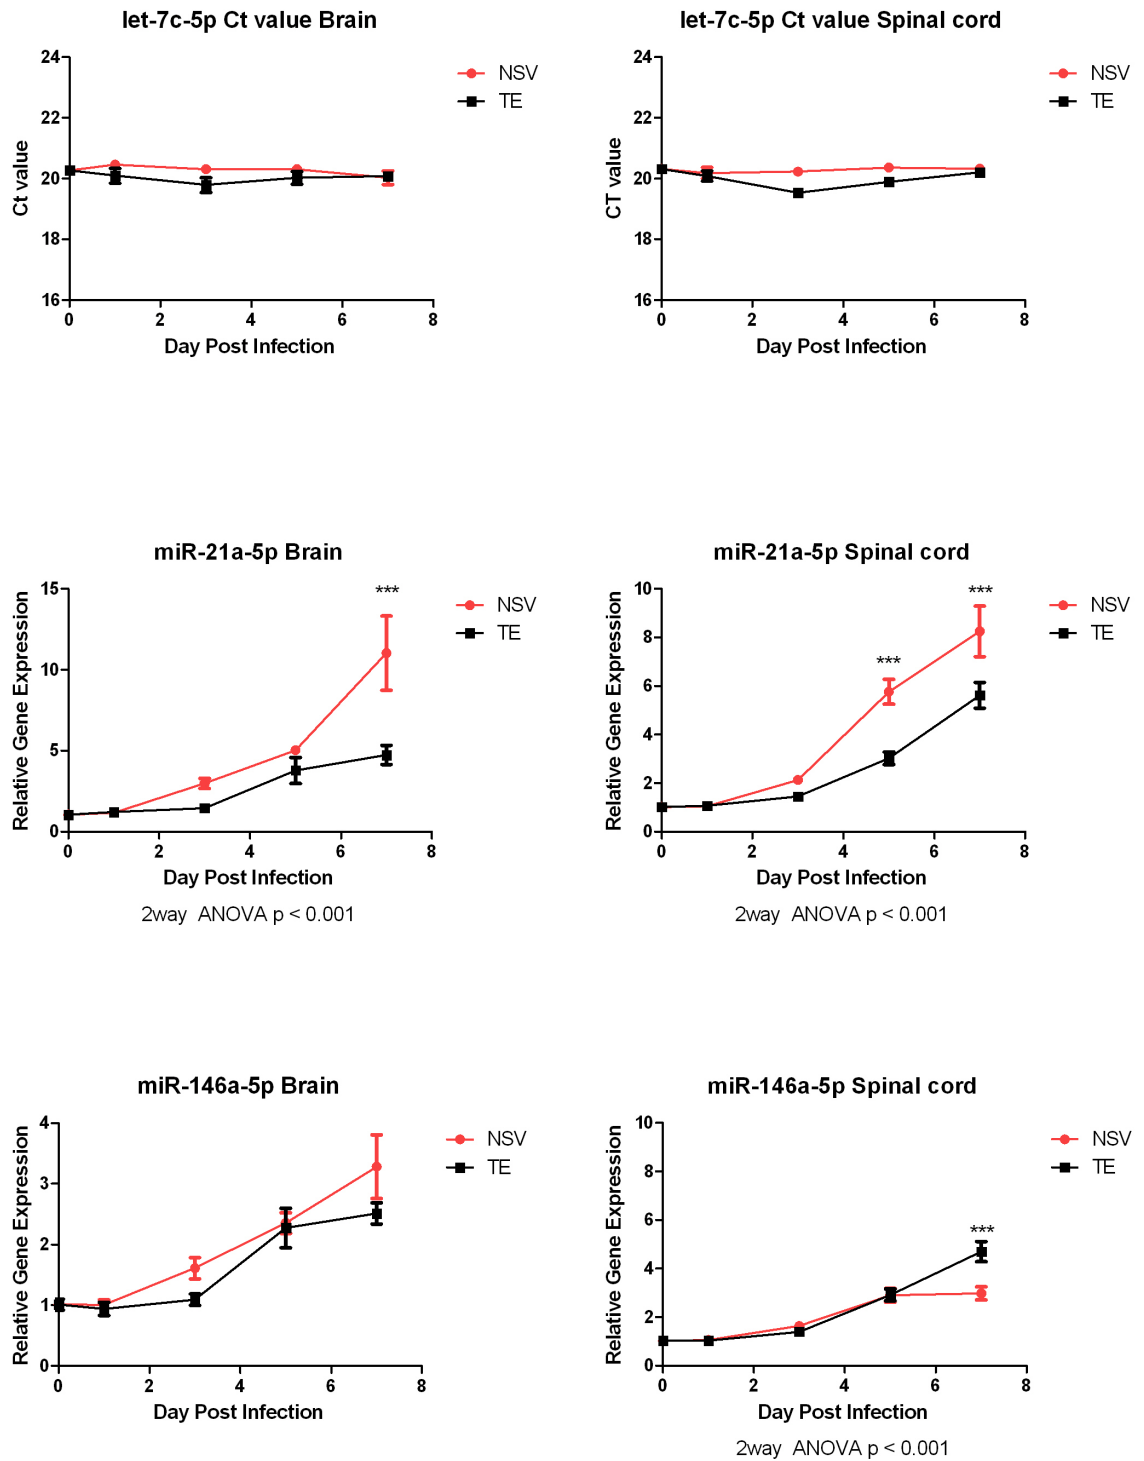 let-7c-5p Ct value Brain
24
22
20
18
16
Ct value
0 2 4 6 8
Day Post Infection
NSV
TE
let-7c-5p Ct value Spinal cord
24
22
20
18
16
CT value
0 2 4 6 8
Day Post Infection
NSV
TE
miR-21a-5p Brain
15
10
5
0
Relative Gene Expression
***
0 2 4 6 8
Day Post Infection
2way ANOVA p < 0.001
NSV
TE
miR-21a-5p Spinal cord
10
8
6
4
2
0
Relative Gene Expression
***
***
0 2 4 6 8
Day Post Infection
2way ANOVA p < 0.001
NSV
TE
miR-146a-5p Brain
4
3
2
1
0
Relative Gene Expression
0 2 4 6 8
Day Post Infection
NSV
TE
miR-146a-5p Spinal cord
10
8
6
4
2
0
Relative Gene Expression
***
0 2 4 6 8
Day Post Infection
2way ANOVA p < 0.001
NSV
TE